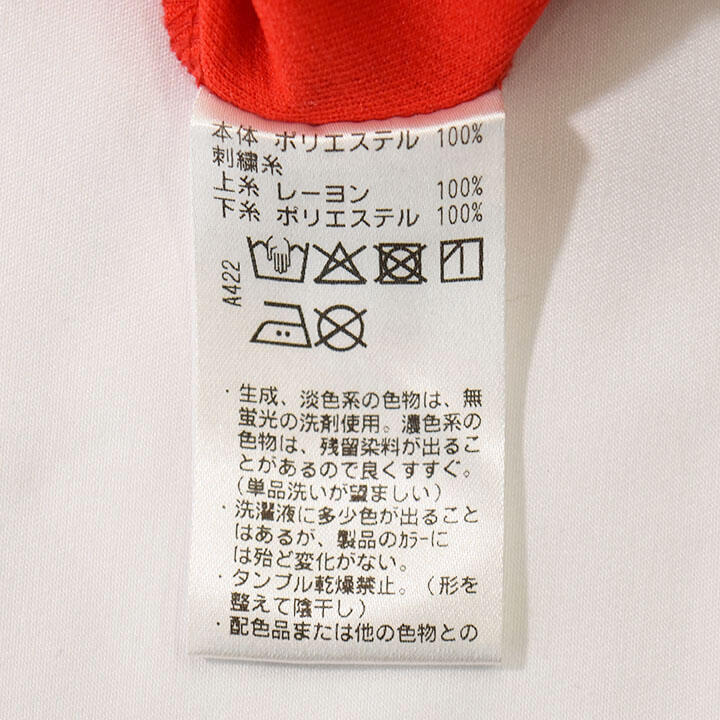 本体 ポリエステル 100%
刺繍糸
上糸 レーヨン 100%
下糸 ポリエステル 100%
A422
・生成、淡色系の色物は、無
蛍光の洗剤使用。濃色系の
色物は、残留染料が出るこ
とがあるので良くすすぐ。
（単品洗いが望ましい）
・洗濯液に多少色が出ること
はあるが、製品のｶﾗｰに
は殆ど変化がない。
・タンブル乾燥禁止。（形を
整えて陰干し）
・配色品または他の色物との